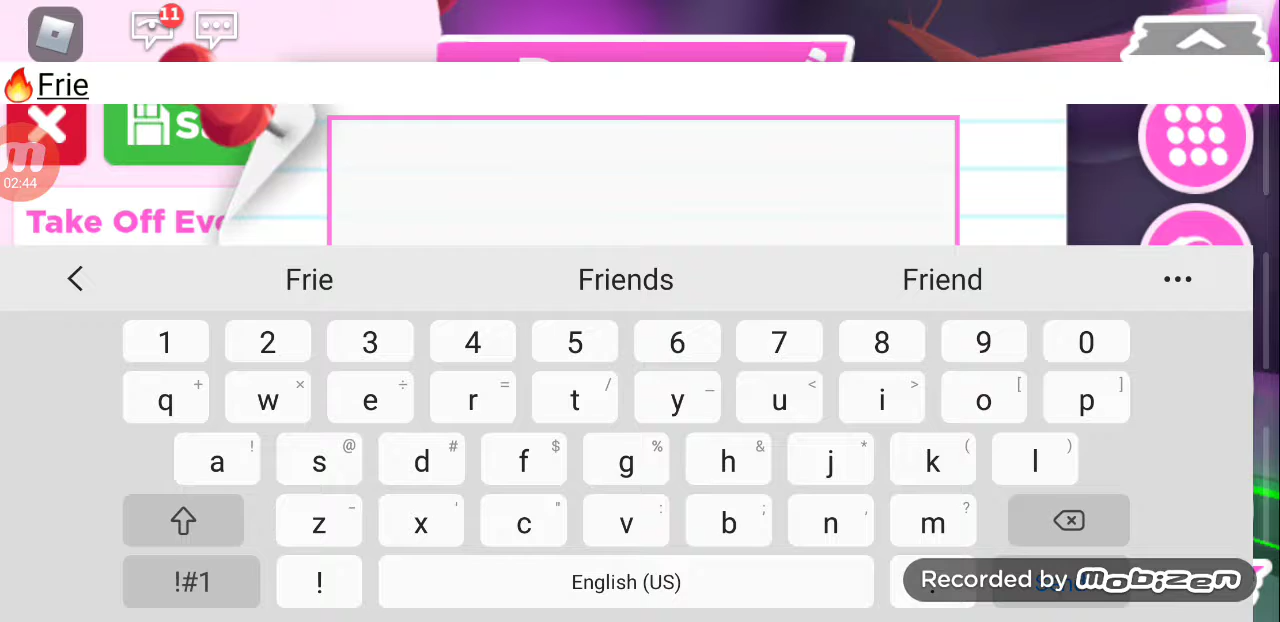 11
🔥Frie
02:44
Take Off Eve
Frie Friends Friend
1 2 3 4 5 6 7 8 9 0
q + w × e ÷ r = t / y _ u < i > o [ p ]
a ! s @ d # f $ g % h & j * k ( l )
z - x ' c " v : b ; n , m ?
!#1 ! English (US)
Recorded by mobizen